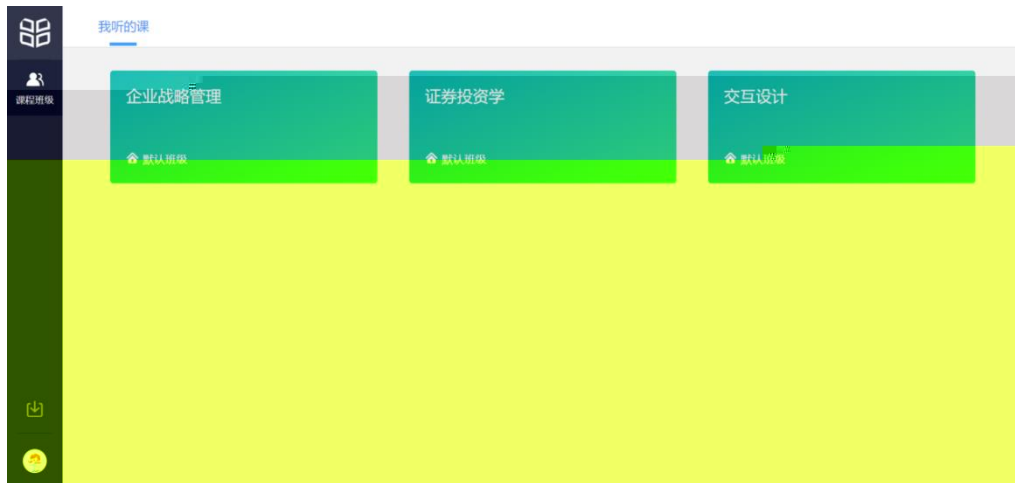 我听的课
课程班级
企业战略管理
证券投资学
交互设计
默认班级
默认班级
默认班级